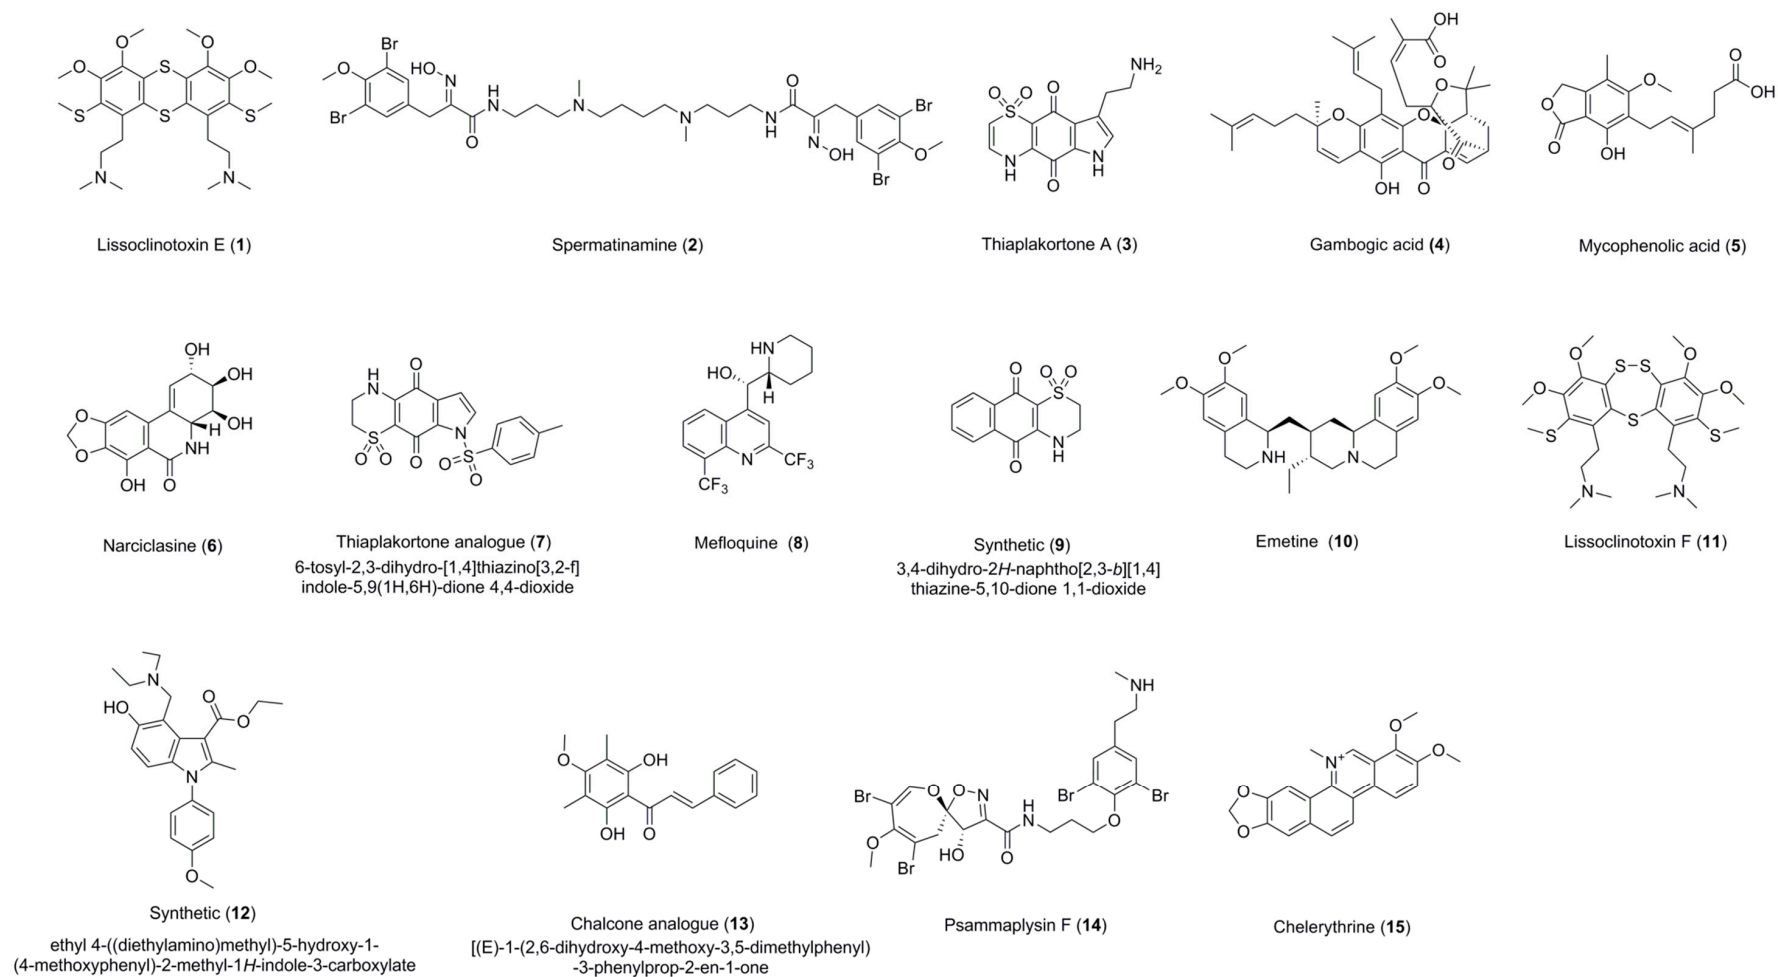 Lissoclinotoxin E (1)
Spermatinamine (2)
Thiaplakortone A (3)
Gambogic acid (4)
Mycophenolic acid (5)
Narciclasine (6)
Thiaplakortone analogue (7)
6-tosyl-2,3-dihydro-[1,4]thiazino[3,2-f]
indole-5,9(1H,6H)-dione 4,4-dioxide
Mefloquine (8)
Synthetic (9)
3,4-dihydro-2H-naphtho[2,3-b][1,4]
thiazine-5,10-dione 1,1-dioxide
Emetine (10)
Lissoclinotoxin F (11)
Synthetic (12)
ethyl 4-((diethylamino)methyl)-5-hydroxy-1-
(4-methoxyphenyl)-2-methyl-1H-indole-3-carboxylate
Chalcone analogue (13)
[(E)-1-(2,6-dihydroxy-4-methoxy-3,5-dimethylphenyl)
-3-phenylprop-2-en-1-one
Psammaplysin F (14)
Chelerythrine (15)